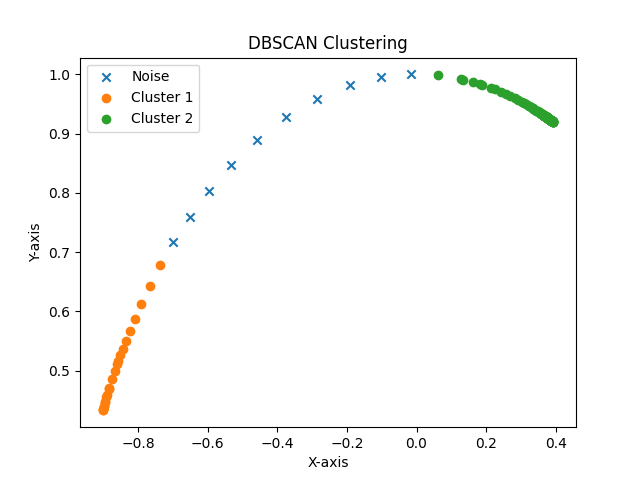 DBSCAN Clustering
Noise
Cluster 1
Cluster 2
1.0
0.9
0.8
0.7
0.6
0.5
Y-axis
−0.8 −0.6 −0.4 −0.2 0.0 0.2 0.4
X-axis